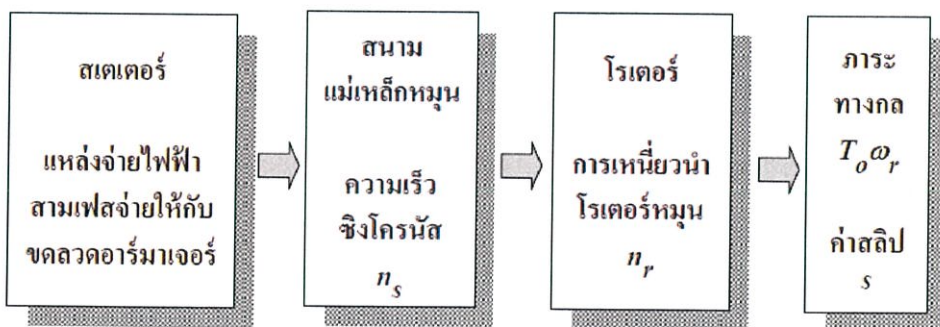 สเตเตอร์
แหล่งจ่ายไฟฟ้า
สามเฟสจ่ายให้กับ
ขดลวดอาร์มาเจอร์
สนาม
แม่เหล็กหมุน
ความเร็ว
ซิงโครนัส
n_s
โรเตอร์
การเหนี่ยวนำ
โรเตอร์หมุน
n_r
ภาระ
ทางกล
T_o ω_r
ค่าสลิป
s